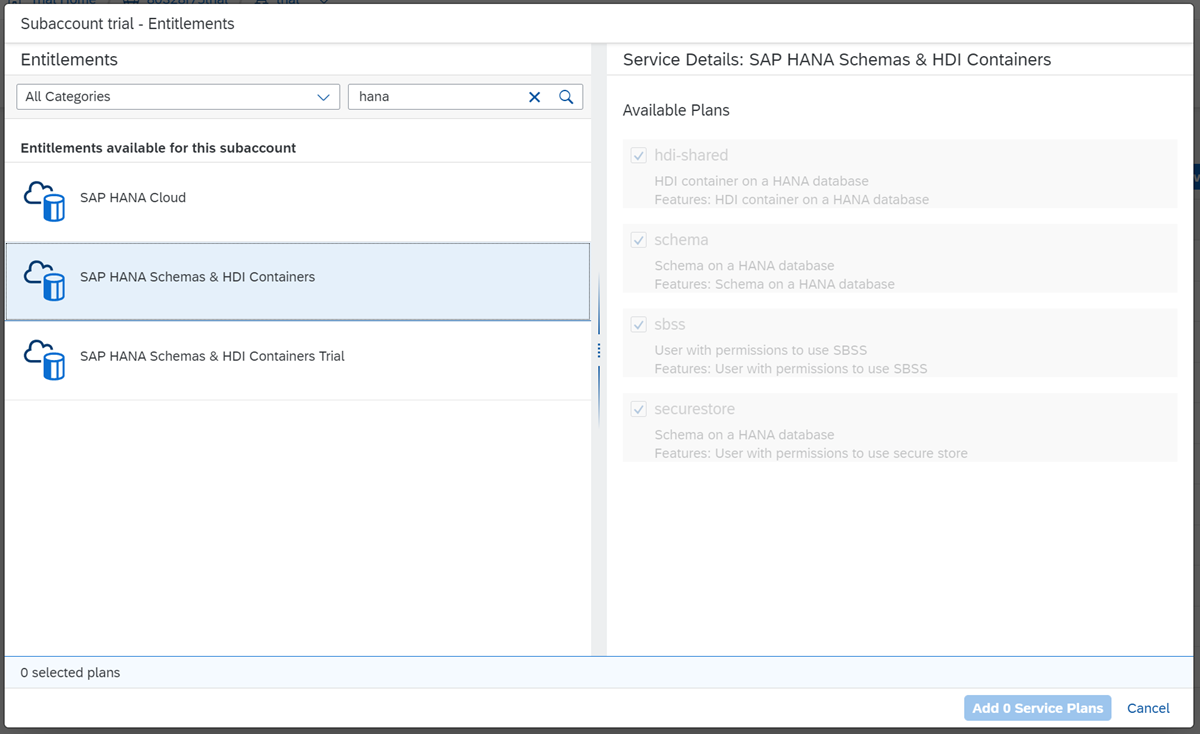 Subaccount trial - Entitlements
Entitlements
All Categories
hana
Entitlements available for this subaccount
SAP HANA Cloud
SAP HANA Schemas & HDI Containers
SAP HANA Schemas & HDI Containers Trial
Service Details: SAP HANA Schemas & HDI Containers
Available Plans
hdi-shared
HDI container on a HANA database
Features: HDI container on a HANA database
schema
Schema on a HANA database
Features: Schema on a HANA database
sbss
User with permissions to use SBSS
Features: User with permissions to use SBSS
securestore
Schema on a HANA database
Features: User with permissions to use secure store
0 selected plans
Add 0 Service Plans
Cancel